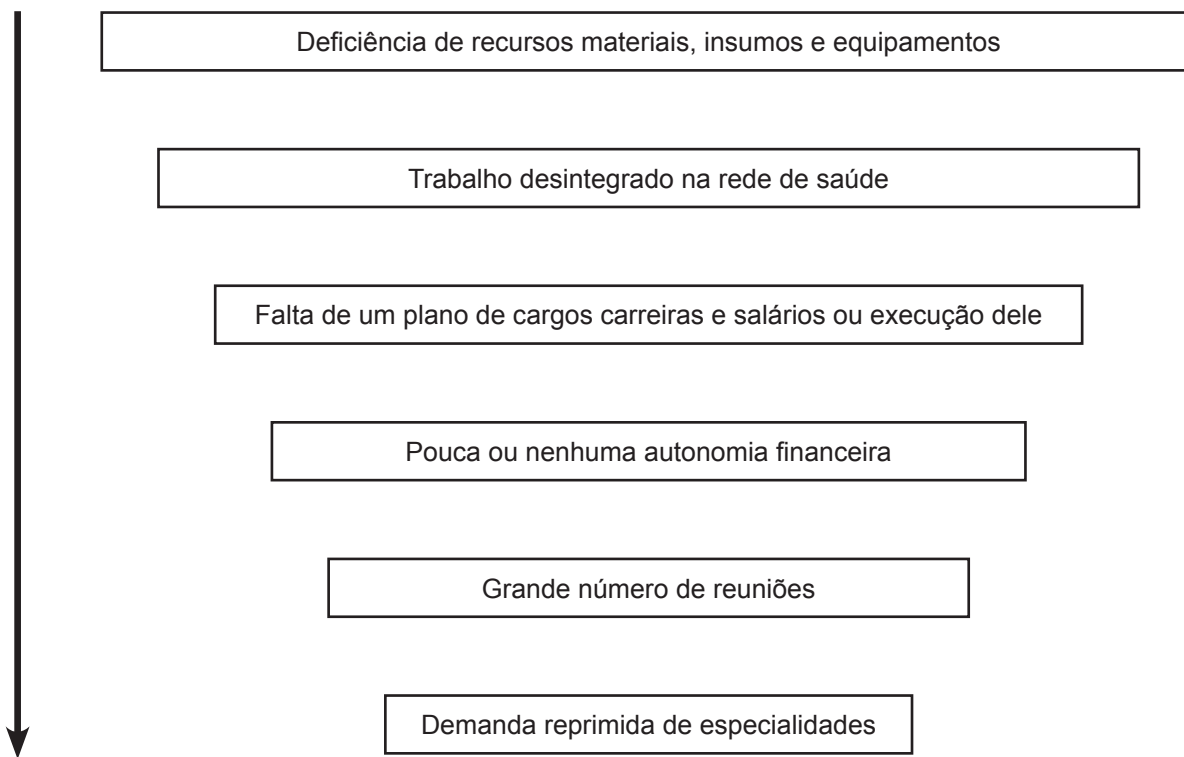 Deficiência de recursos materiais, insumos e equipamentos
Trabalho desintegrado na rede de saúde
Falta de um plano de cargos carreiras e salários ou execução dele
Pouca ou nenhuma autonomia financeira
Grande número de reuniões
Demanda reprimida de especialidades